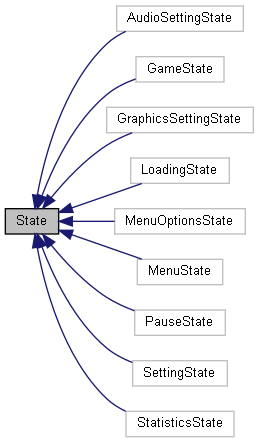 AudioSettingState
GameState
GraphicsSettingState
LoadingState
State
MenuOptionsState
MenuState
PauseState
SettingState
StatisticsState